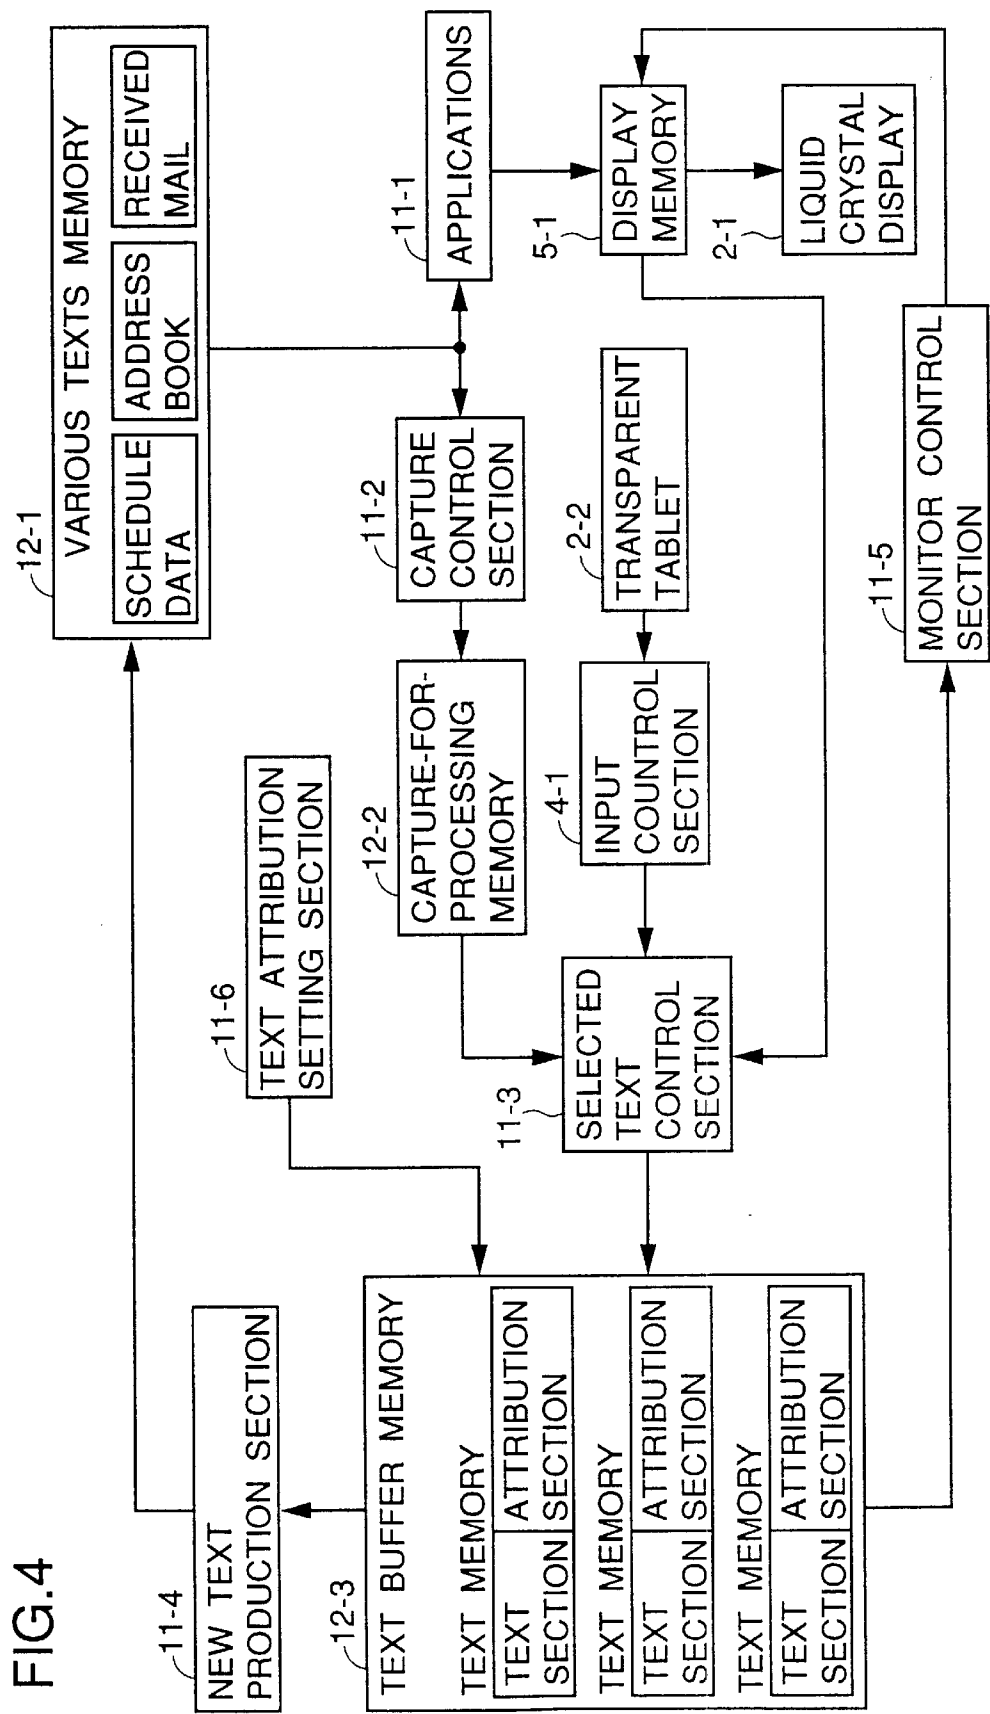 FIG.4
11-4
NEW TEXT
PRODUCTION SECTION
12-3
TEXT BUFFER MEMORY
TEXT MEMORY
TEXT
SECTION
ATTRIBUTION
SECTION
TEXT MEMORY
TEXT
SECTION
ATTRIBUTION
SECTION
TEXT MEMORY
TEXT
SECTION
ATTRIBUTION
SECTION
11-6
TEXT ATTRIBUTION
SETTING SECTION
12-1
VARIOUS TEXTS MEMORY
SCHEDULE
DATA
ADDRESS
BOOK
RECEIVED
MAIL
12-2
CAPTURE-FOR-
PROCESSING
MEMORY
11-2
CAPTURE
CONTROL
SECTION
11-1
APPLICATIONS
11-3
SELECTED
TEXT
CONTROL
SECTION
4-1
INPUT
COUNTROL
SECTION
2-2
TRANSPARENT
TABLET
5-1
DISPLAY
MEMORY
2-1
LIQUID
CRYSTAL
DISPLAY
11-5
MONITOR CONTROL
SECTION